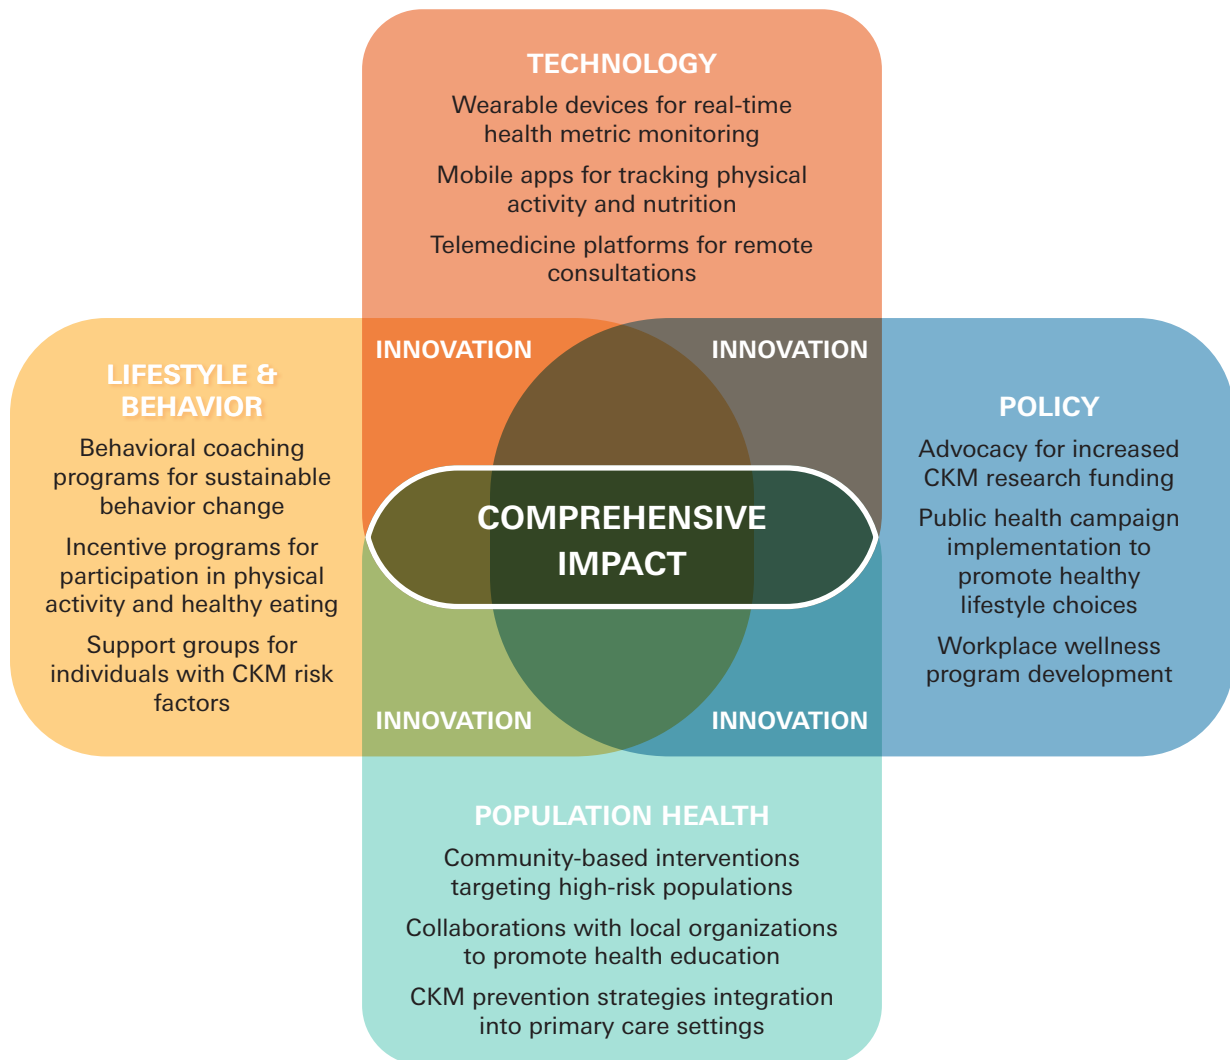 TECHNOLOGY
Wearable devices for real-time
health metric monitoring
Mobile apps for tracking physical
activity and nutrition
Telemedicine platforms for remote
consultations
INNOVATION
INNOVATION
LIFESTYLE &
BEHAVIOR
Behavioral coaching
programs for sustainable
behavior change
Incentive programs for
participation in physical
activity and healthy eating
Support groups for
individuals with CKM risk
factors
COMPREHENSIVE
IMPACT
POLICY
Advocacy for increased
CKM research funding
Public health campaign
implementation to
promote healthy
lifestyle choices
Workplace wellness
program development
INNOVATION
INNOVATION
POPULATION HEALTH
Community-based interventions
targeting high-risk populations
Collaborations with local organizations
to promote health education
CKM prevention strategies integration
into primary care settings